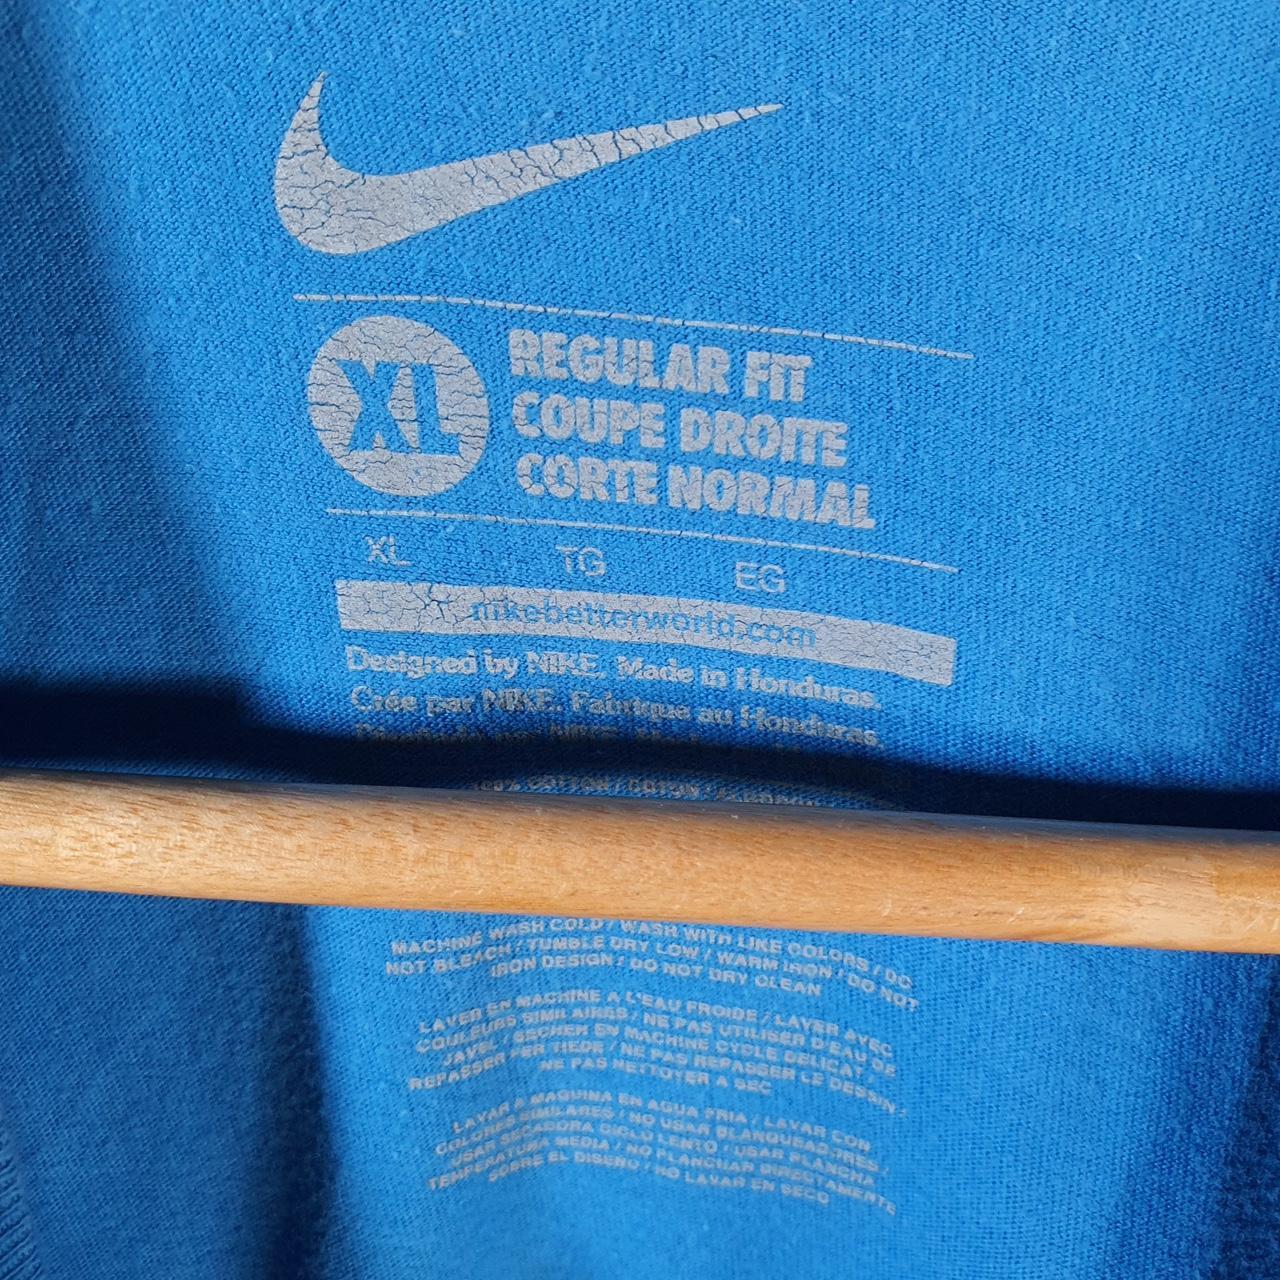 XL
REGULAR FIT
COUPE DROITE
CORTE NORMAL
XL TG EG
nikebetterworld.com
Designed by NIKE. Made in Honduras.
Crée par NIKE. Fabrique au Honduras.
COTTON /
MACHINE WASH COLD / WASH WITH LIKE COLORS / DO
NOT BLEACH / TUMBLE DRY LOW / WARM IRON / DO NOT
IRON DESIGN / DO NOT DRY CLEAN
LAVER EN MACHINE A L'EAU FROIDE / LAVER AVEC
COULEURS SIMILAIRES / NE PAS UTILISER D'EAU DE
JAVEL / SECHER EN MACHINE CYCLE DELICAT /
REPASSER FER TIEDE / NE PAS REPASSER LE DESSIN /
NE PAS NETTOYER A SEC
LAVAR A MAQUINA EN AGUA FRIA / LAVAR CON
COLORES SIMILARES / NO USAR BLANQUEADORES /
USAR SECADORA CICLO LENTO / USAR PLANCHA
TEMPERATURA MEDIA / NO PLANCHAR DIRECTAMENTE
SOBRE EL DISENO / NO LAVAR EN SECO